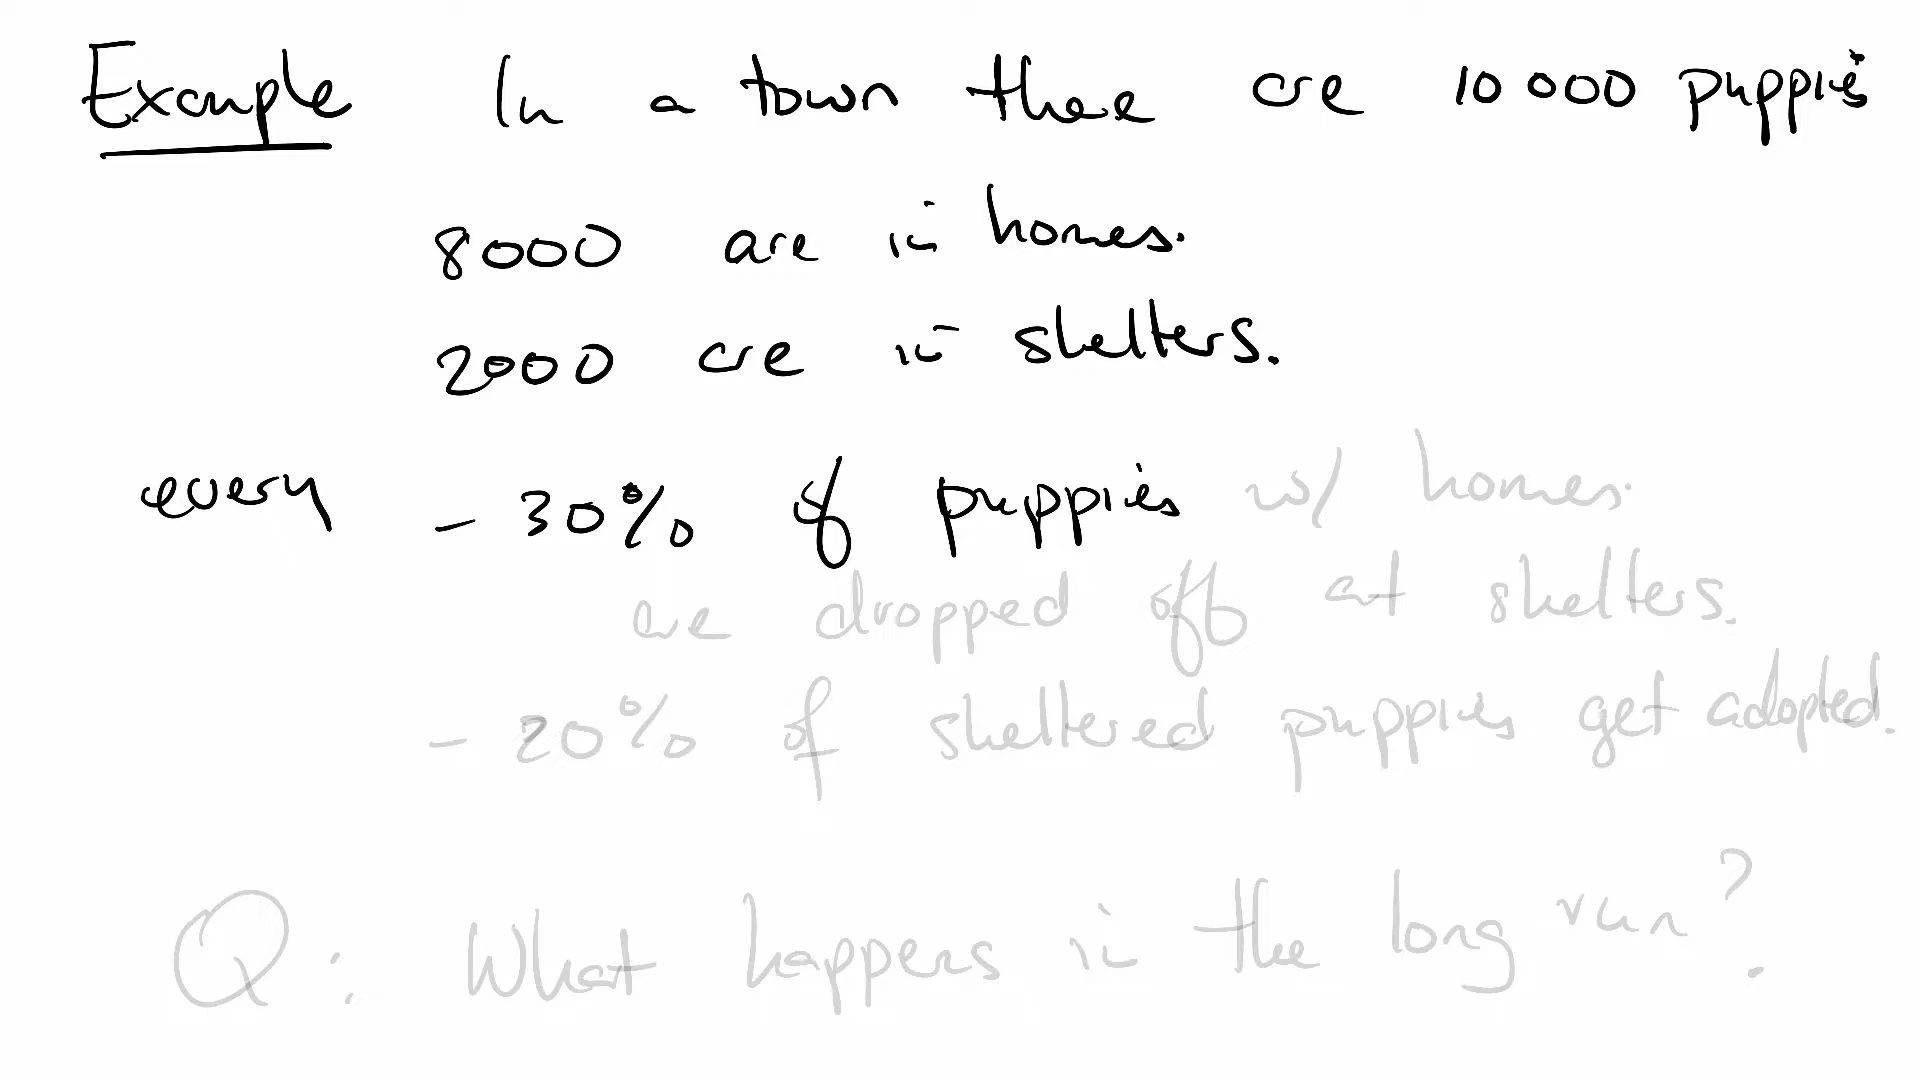 Example In a town there are 10 000 puppies
8000 are in homes.
2000 are in shelters.
every - 30% of puppies w/ homes.
are dropped off at shelters.
- 20% of sheltered puppies get adopted.
Q: What happens in the long run?